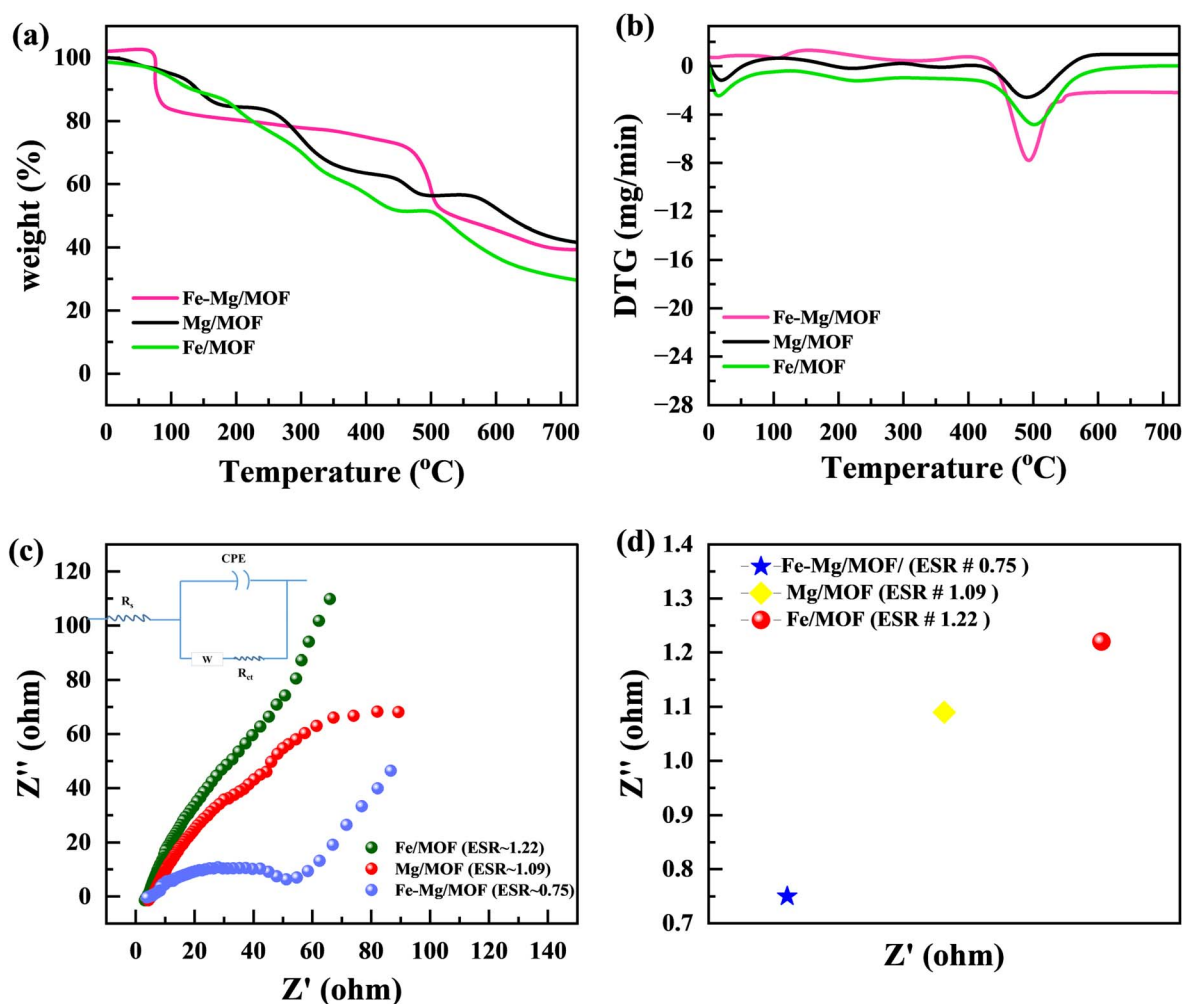 (a)
100
80
60
40
20
0
weight (%)
Fe-Mg/MOF
Mg/MOF
Fe/MOF
0 100 200 300 400 500 600 700
Temperature (°C)
(b)
0
−4
−8
−12
−16
−20
−24
−28
DTG (mg/min)
Fe-Mg/MOF
Mg/MOF
Fe/MOF
0 100 200 300 400 500 600 700
Temperature (°C)
(c)
120
100
80
60
40
20
0
Z'' (ohm)
CPE
Rs
W
Rct
Fe/MOF (ESR~1.22)
Mg/MOF (ESR~1.09)
Fe-Mg/MOF (ESR~0.75)
0 20 40 60 80 100 120 140
Z' (ohm)
(d)
1.4
1.3
1.2
1.1
1.0
0.9
0.8
0.7
Z'' (ohm)
Fe-Mg/MOF/ (ESR # 0.75 )
Mg/MOF (ESR # 1.09 )
Fe/MOF (ESR # 1.22 )
Z' (ohm)